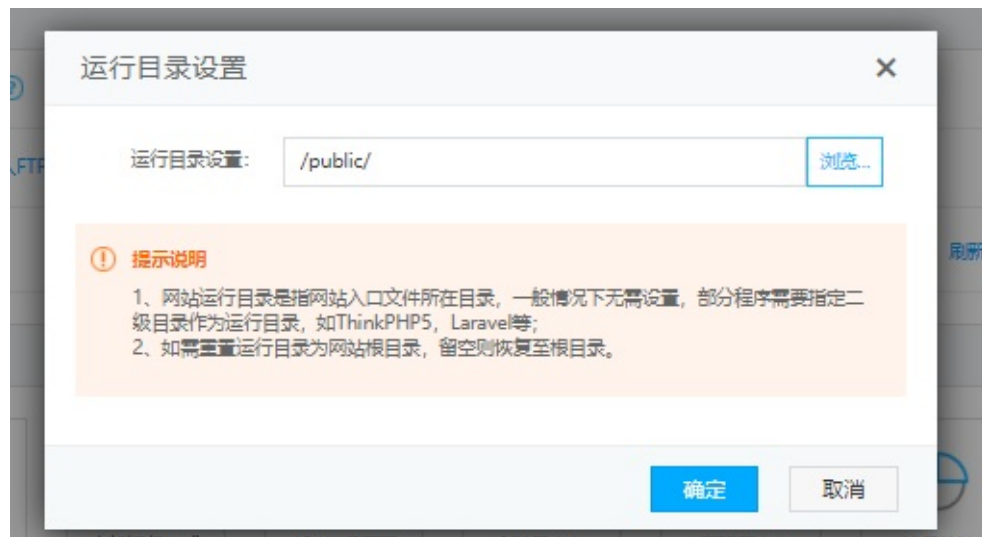 运行目录设置
运行目录设置:
/public/
浏览...
FTP
刷新
提示说明
1、网站运行目录是指网站入口文件所在目录，一般情况下无需设置，部分程序需要指定二
级目录作为运行目录，如ThinkPHP5，Laravel等;
2、如需重置运行目录为网站根目录，留空则恢复至根目录。
确定
取消